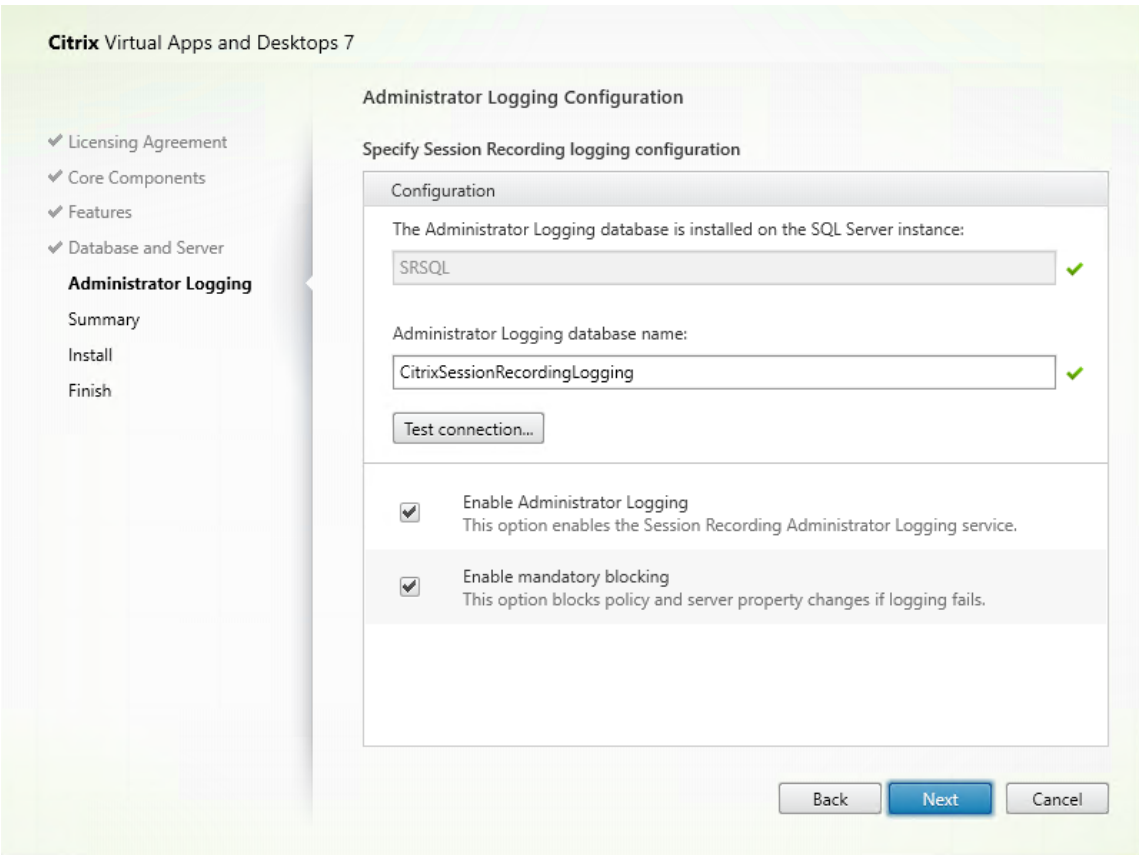 Citrix Virtual Apps and Desktops 7
Licensing Agreement
Core Components
Features
Database and Server
Administrator Logging
Summary
Install
Finish
Administrator Logging Configuration
Specify Session Recording logging configuration
Configuration
The Administrator Logging database is installed on the SQL Server instance:
SRSQL
Administrator Logging database name:
CitrixSessionRecordingLogging
Test connection...
Enable Administrator Logging
This option enables the Session Recording Administrator Logging service.
Enable mandatory blocking
This option blocks policy and server property changes if logging fails.
Back
Next
Cancel